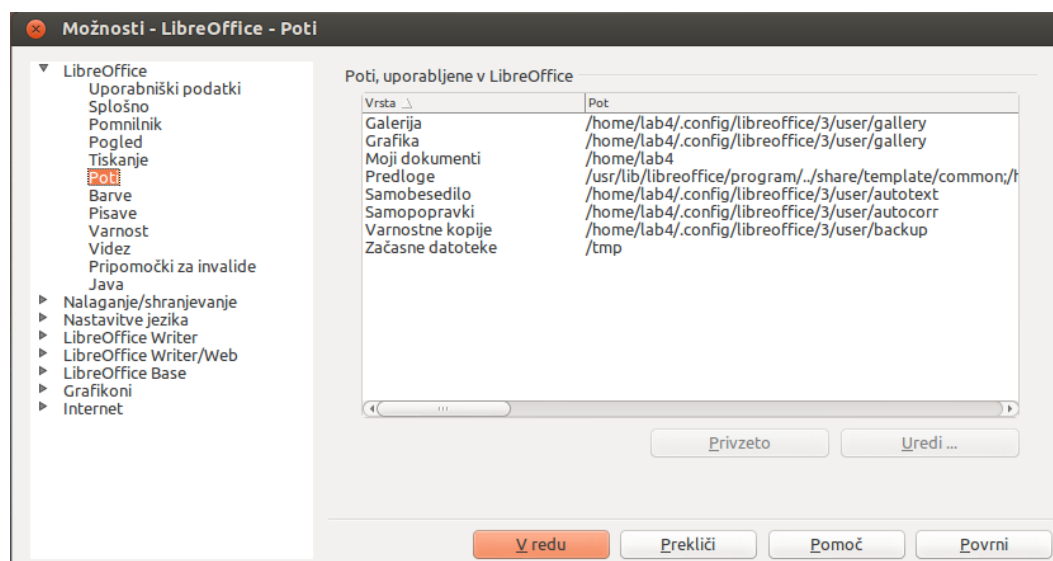 Možnosti - LibreOffice - Poti
LibreOffice
Uporabniški podatki
Splošno
Pomnilnik
Pogled
Tiskanje
Poti
Barve
Pisave
Varnost
Videz
Pripomočki za invalide
Java
Nalaganje/shranjevanje
Nastavitve jezika
LibreOffice Writer
LibreOffice Writer/Web
LibreOffice Base
Grafikoni
Internet
Poti, uporabljene v LibreOffice
Vrsta Pot
Galerija /home/lab4/.config/libreoffice/3/user/gallery
Grafika /home/lab4/.config/libreoffice/3/user/gallery
Moji dokumenti /home/lab4
Predloge /usr/lib/libreoffice/program/../share/template/common;/h
Samobesedilo /home/lab4/.config/libreoffice/3/user/autotext
Samopopravki /home/lab4/.config/libreoffice/3/user/autocorr
Varnostne kopije /home/lab4/.config/libreoffice/3/user/backup
Začasne datoteke /tmp
Privzeto Uredi ...
V redu Prekliči Pomoč Povrni